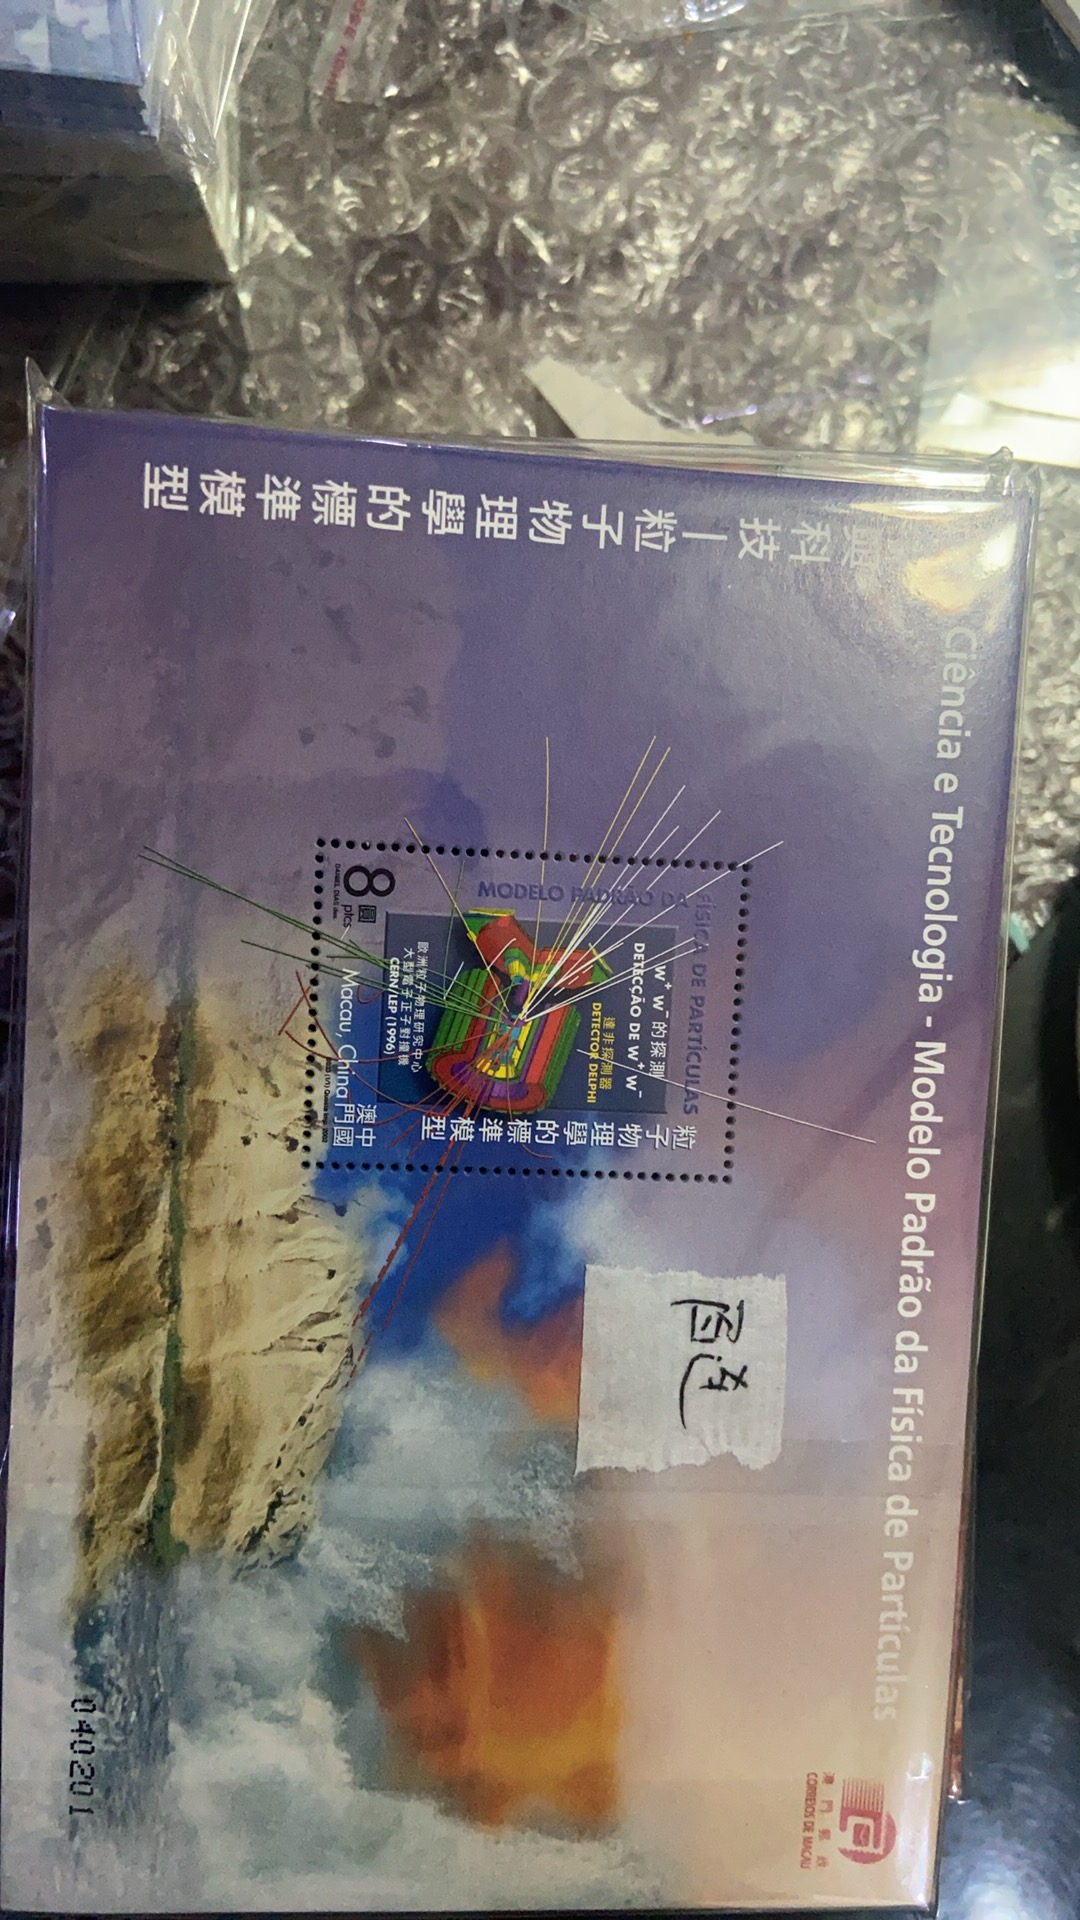 Ciência e Tecnologia - Modelo Padrão da Física de Partículas
科技—粒子物理學的標準模型
澳門郵政
CORREIOS DE MACAU
MODELO PADRÃO DA FÍSICA DE PARTÍCULAS
粒子物理學的標準模型
W⁺ W⁻ 的探測
DETECÇÃO DE W⁺ W⁻
達非探測器
DETECTOR DELPHI
歐洲粒子物理研究中心
大型電子正子對撞機
CERN/LEP (1996)
8 圓
ptcs
中國
澳門
Macau, China
040201